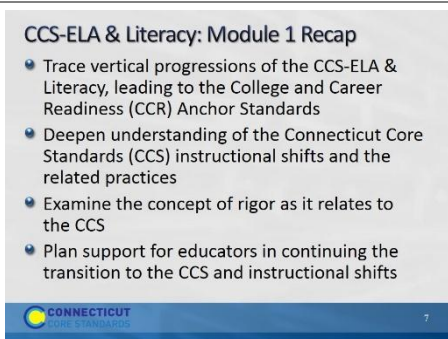 CCS-ELA & Literacy: Module 1 Recap
Trace vertical progressions of the CCS-ELA &
Literacy, leading to the College and Career
Readiness (CCR) Anchor Standards
Deepen understanding of the Connecticut Core
Standards (CCS) instructional shifts and the
related practices
Examine the concept of rigor as it relates to
the CCS
Plan support for educators in continuing the
transition to the CCS and instructional shifts
CONNECTICUT
CORE STANDARDS
7